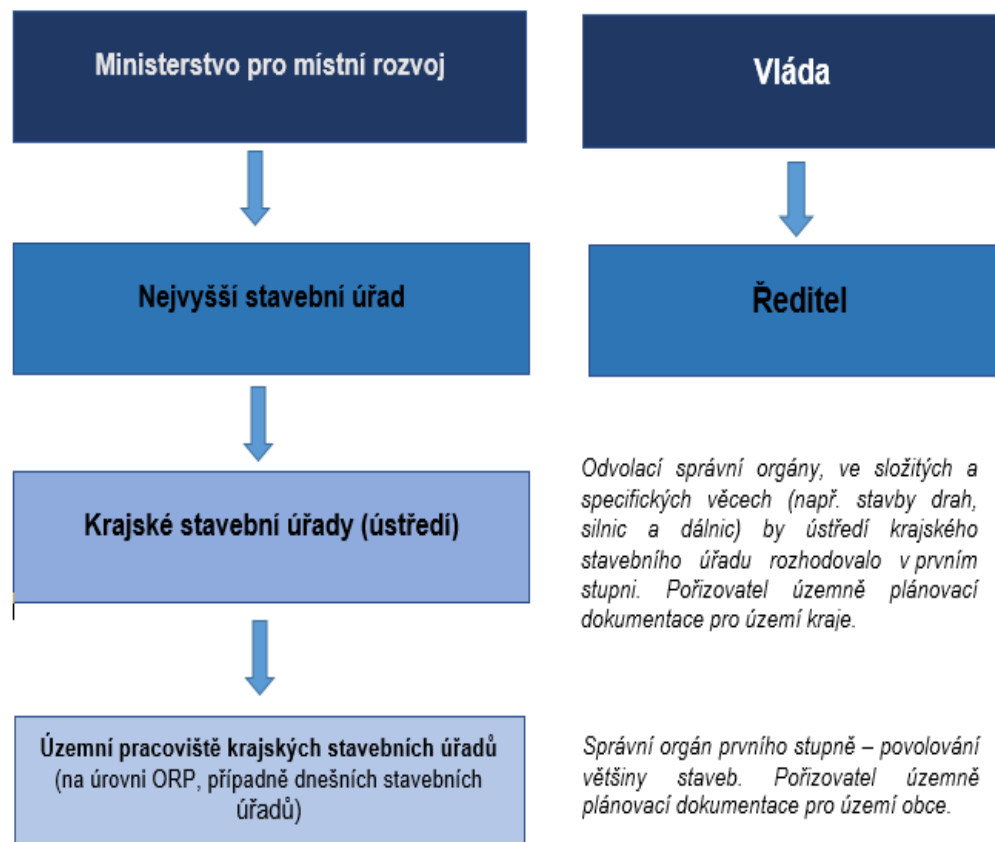 Ministerstvo pro místní rozvoj
Vláda
Nejvyšší stavební úřad
Ředitel
Krajské stavební úřady (ústředí)
Odvolací správní orgány, ve složitých a
specifických věcech (např. stavby drah,
silnic a dálnic) by ústředí krajského
stavebního úřadu rozhodovalo v prvním
stupni. Pořizovatel územně plánovací
dokumentace pro území kraje.
Územní pracoviště krajských stavebních úřadů
(na úrovni ORP, případně dnešních stavebních
úřadů)
Správní orgán prvního stupně – povolování
většiny staveb. Pořizovatel územně
plánovací dokumentace pro území obce.